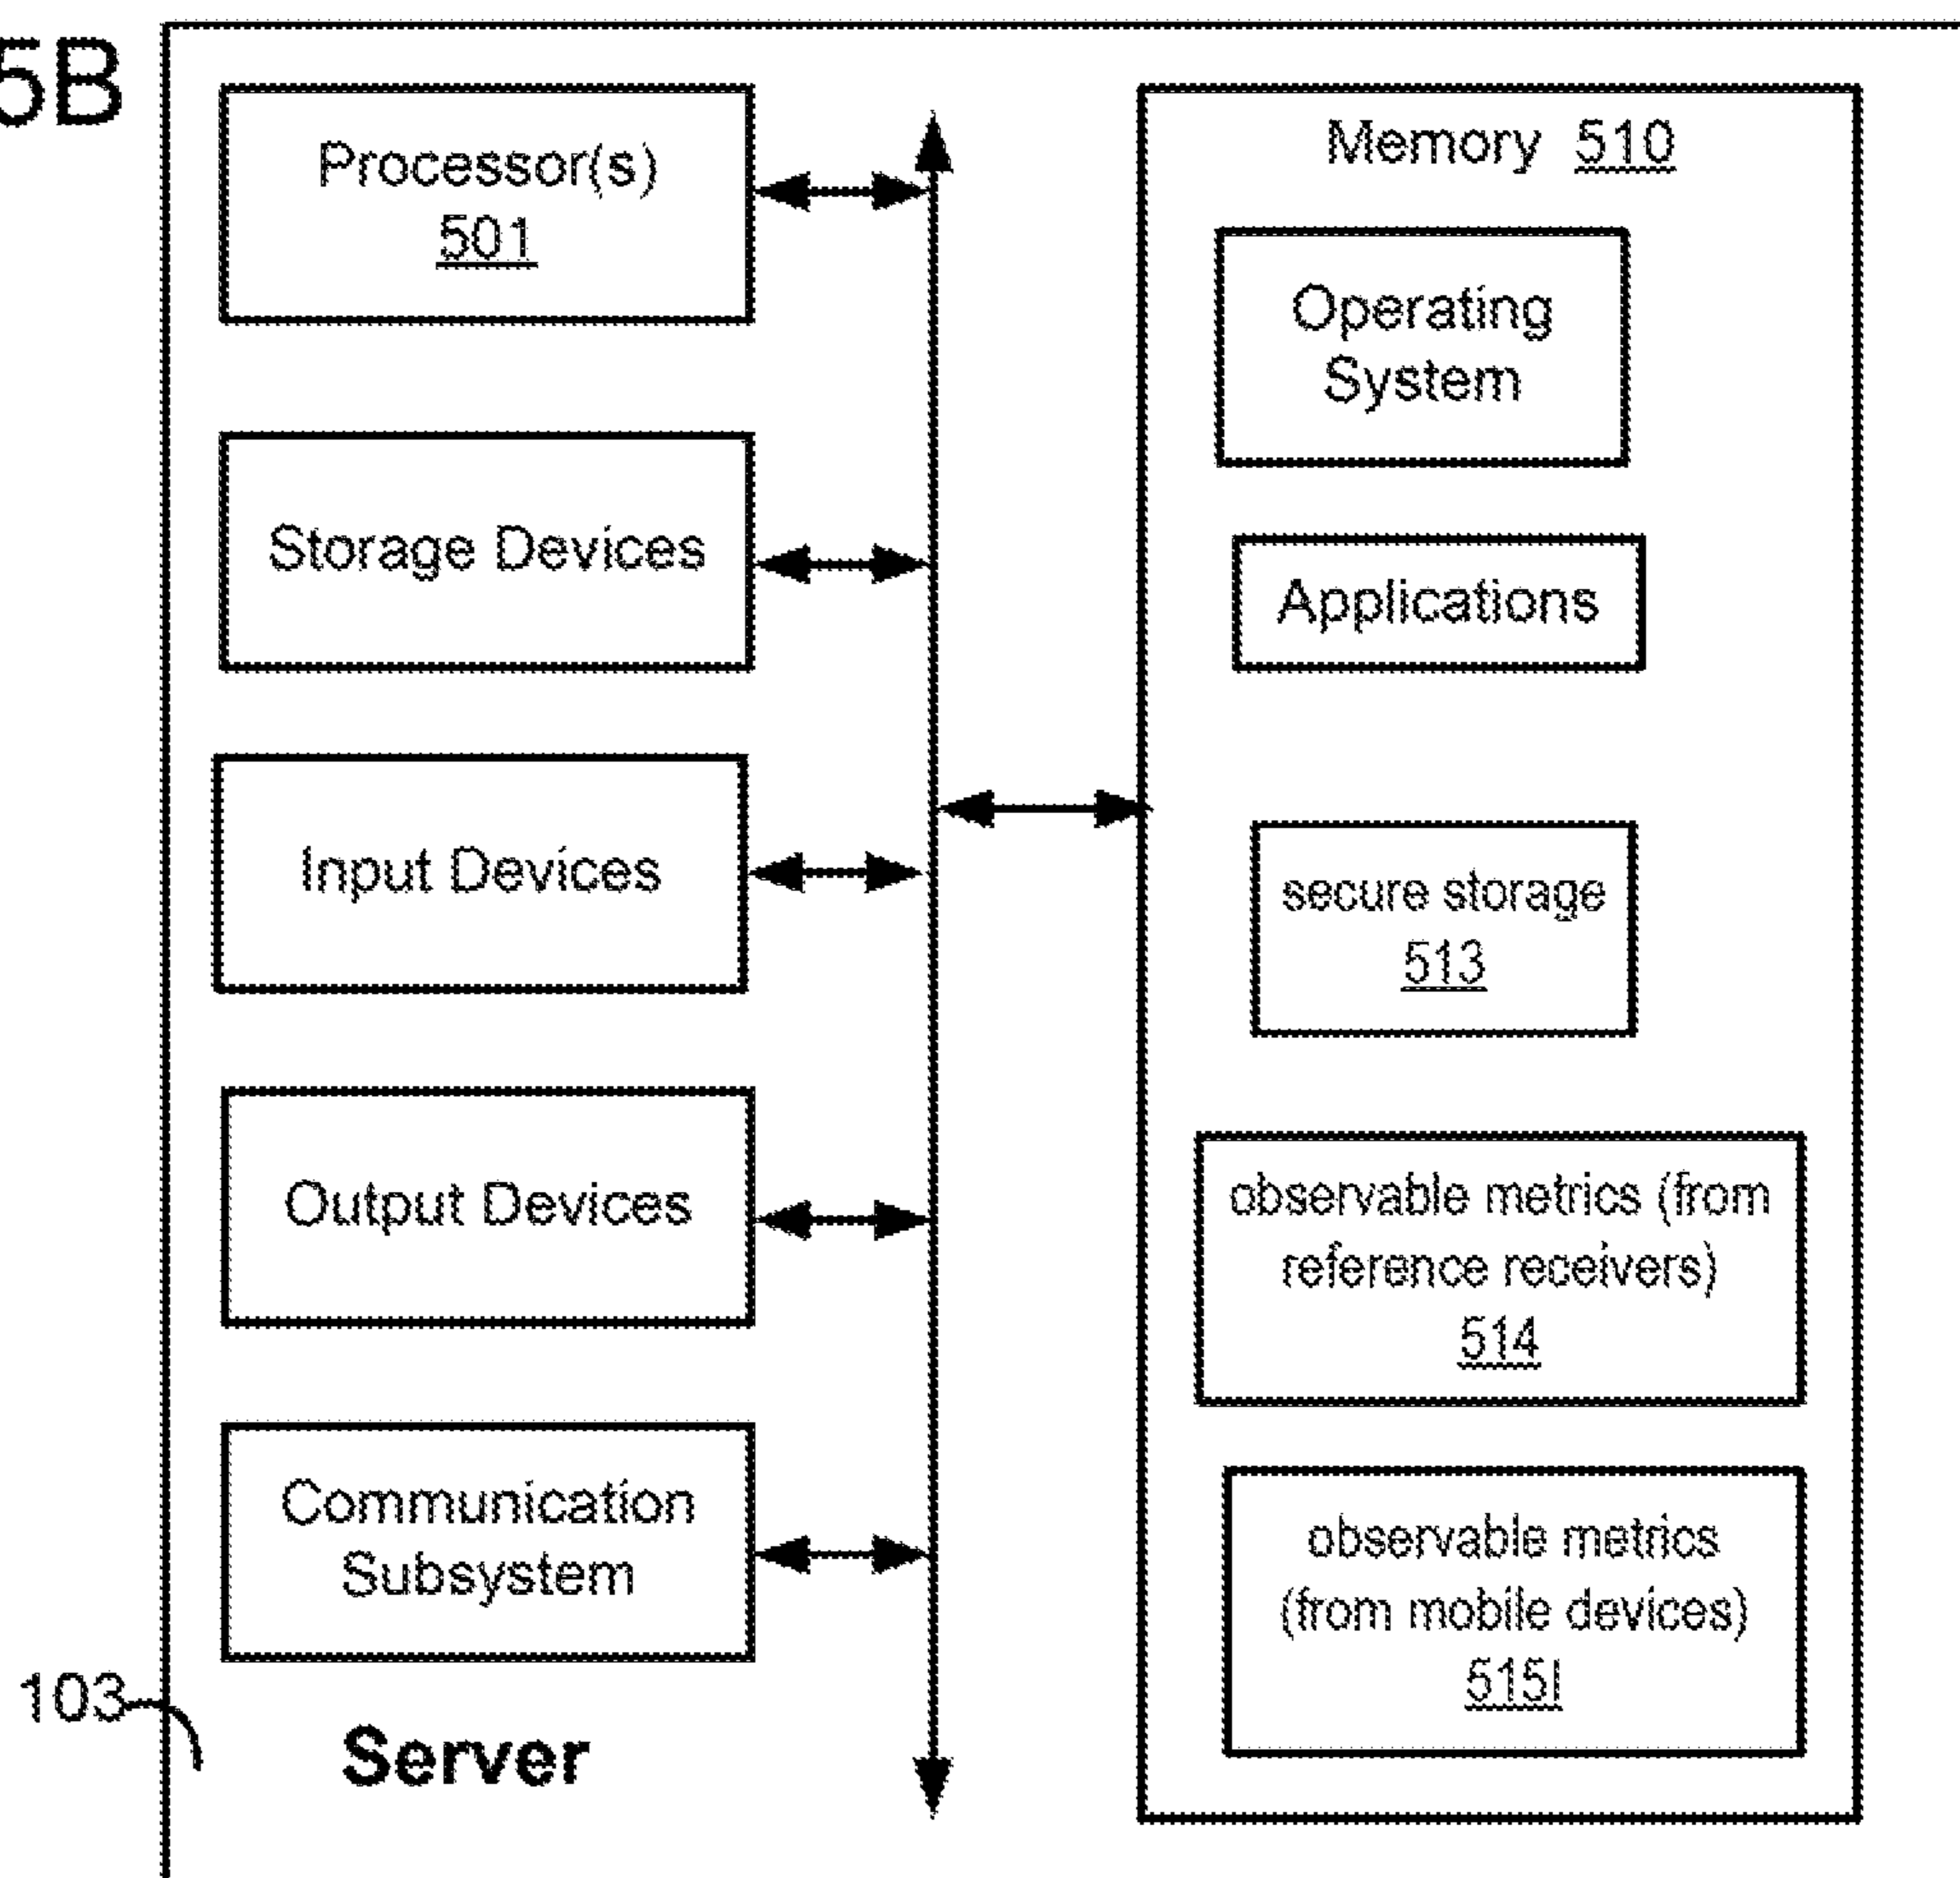 5B
Processor(s)
501
Storage Devices
Input Devices
Output Devices
Communication
Subsystem
103
Server
Memory 510
Operating
System
Applications
secure storage
513
observable metrics (from
reference receivers)
514
observable metrics
(from mobile devices)
515I